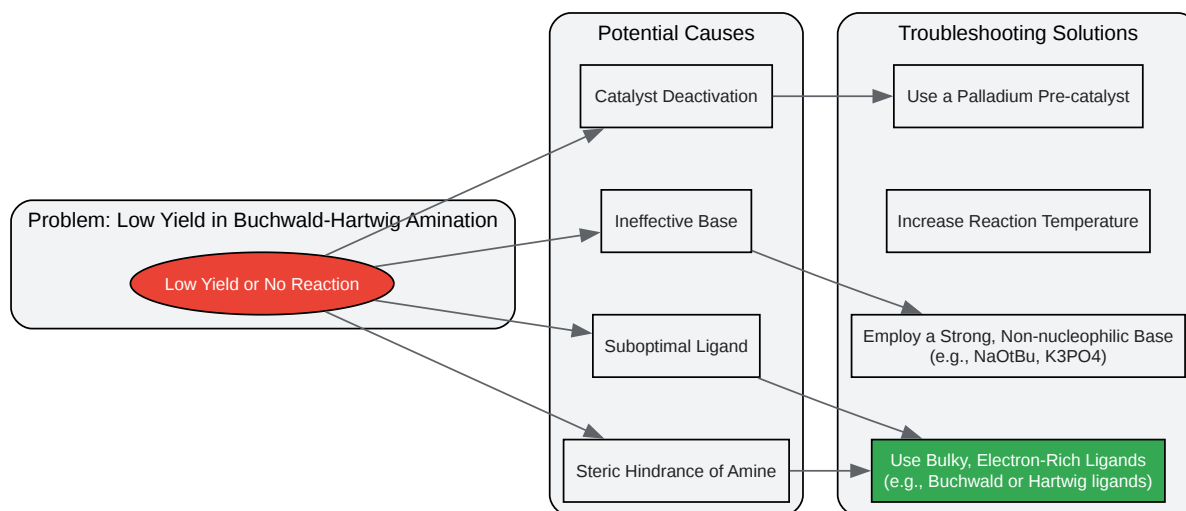 Problem: Low Yield in Buchwald-Hartwig Amination
Low Yield or No Reaction
Potential Causes
Catalyst Deactivation
Ineffective Base
Suboptimal Ligand
Steric Hindrance of Amine
Troubleshooting Solutions
Use a Palladium Pre-catalyst
Increase Reaction Temperature
Employ a Strong, Non-nucleophilic Base
(e.g., NaOtBu, K3PO4)
Use Bulky, Electron-Rich Ligands
(e.g., Buchwald or Hartwig ligands)